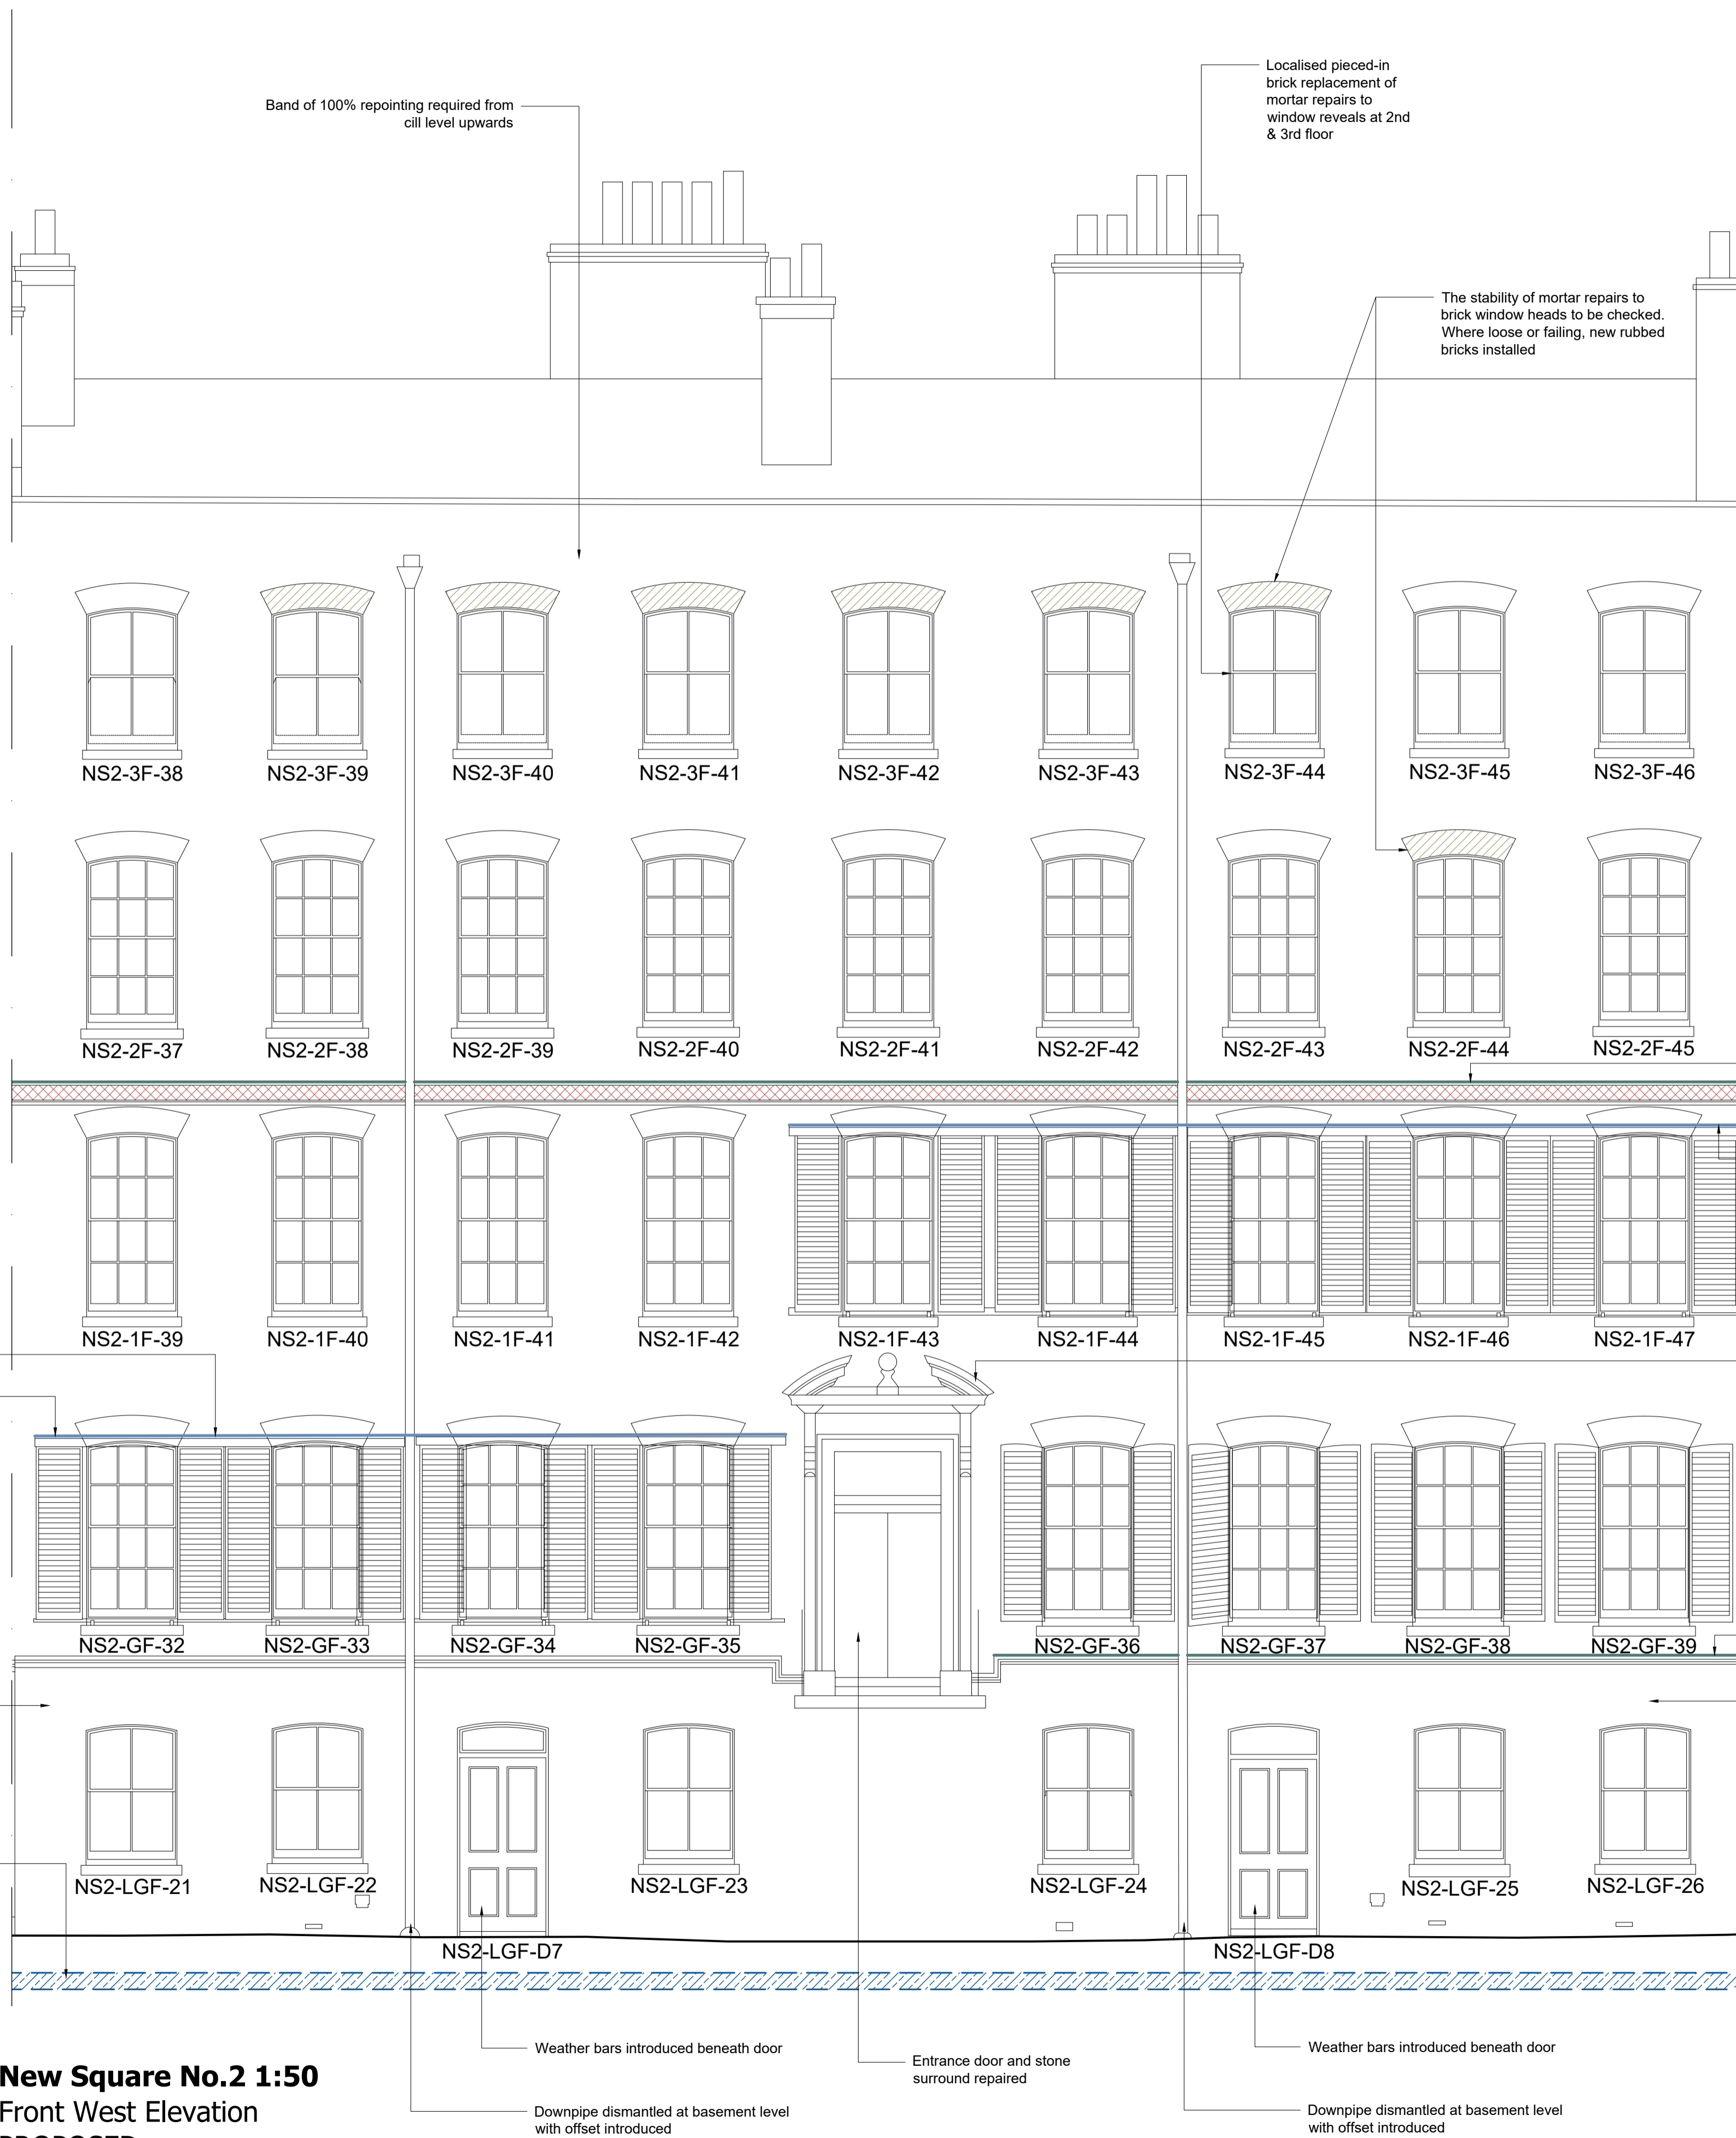 Localised pieced-in
brick replacement of
mortar repairs to
window reveals at 2nd
& 3rd floor
Band of 100% repointing required from
cill level upwards
The stability of mortar repairs to
brick window heads to be checked.
Where loose or failing, new rubbed
bricks installed
NS2-3F-38
NS2-3F-39
NS2-3F-40
NS2-3F-41
NS2-3F-42
NS2-3F-43
NS2-3F-44
NS2-3F-45
NS2-3F-46
NS2-2F-37
NS2-2F-38
NS2-2F-39
NS2-2F-40
NS2-2F-41
NS2-2F-42
NS2-2F-43
NS2-2F-44
NS2-2F-45
NS2-1F-39
NS2-1F-40
NS2-1F-41
NS2-1F-42
NS2-1F-43
NS2-1F-44
NS2-1F-45
NS2-1F-46
NS2-1F-47
NS2-GF-32
NS2-GF-33
NS2-GF-34
NS2-GF-35
NS2-GF-36
NS2-GF-37
NS2-GF-38
NS2-GF-39
NS2-LGF-21
NS2-LGF-22
NS2-LGF-23
NS2-LGF-24
NS2-LGF-25
NS2-LGF-26
NS2-LGF-D7
NS2-LGF-D8
Weather bars introduced beneath door
Entrance door and stone
surround repaired
Weather bars introduced beneath door
Downpipe dismantled at basement level
with offset introduced
Downpipe dismantled at basement level
with offset introduced
New Square No.2 1:50
Front West Elevation
PROPOSED